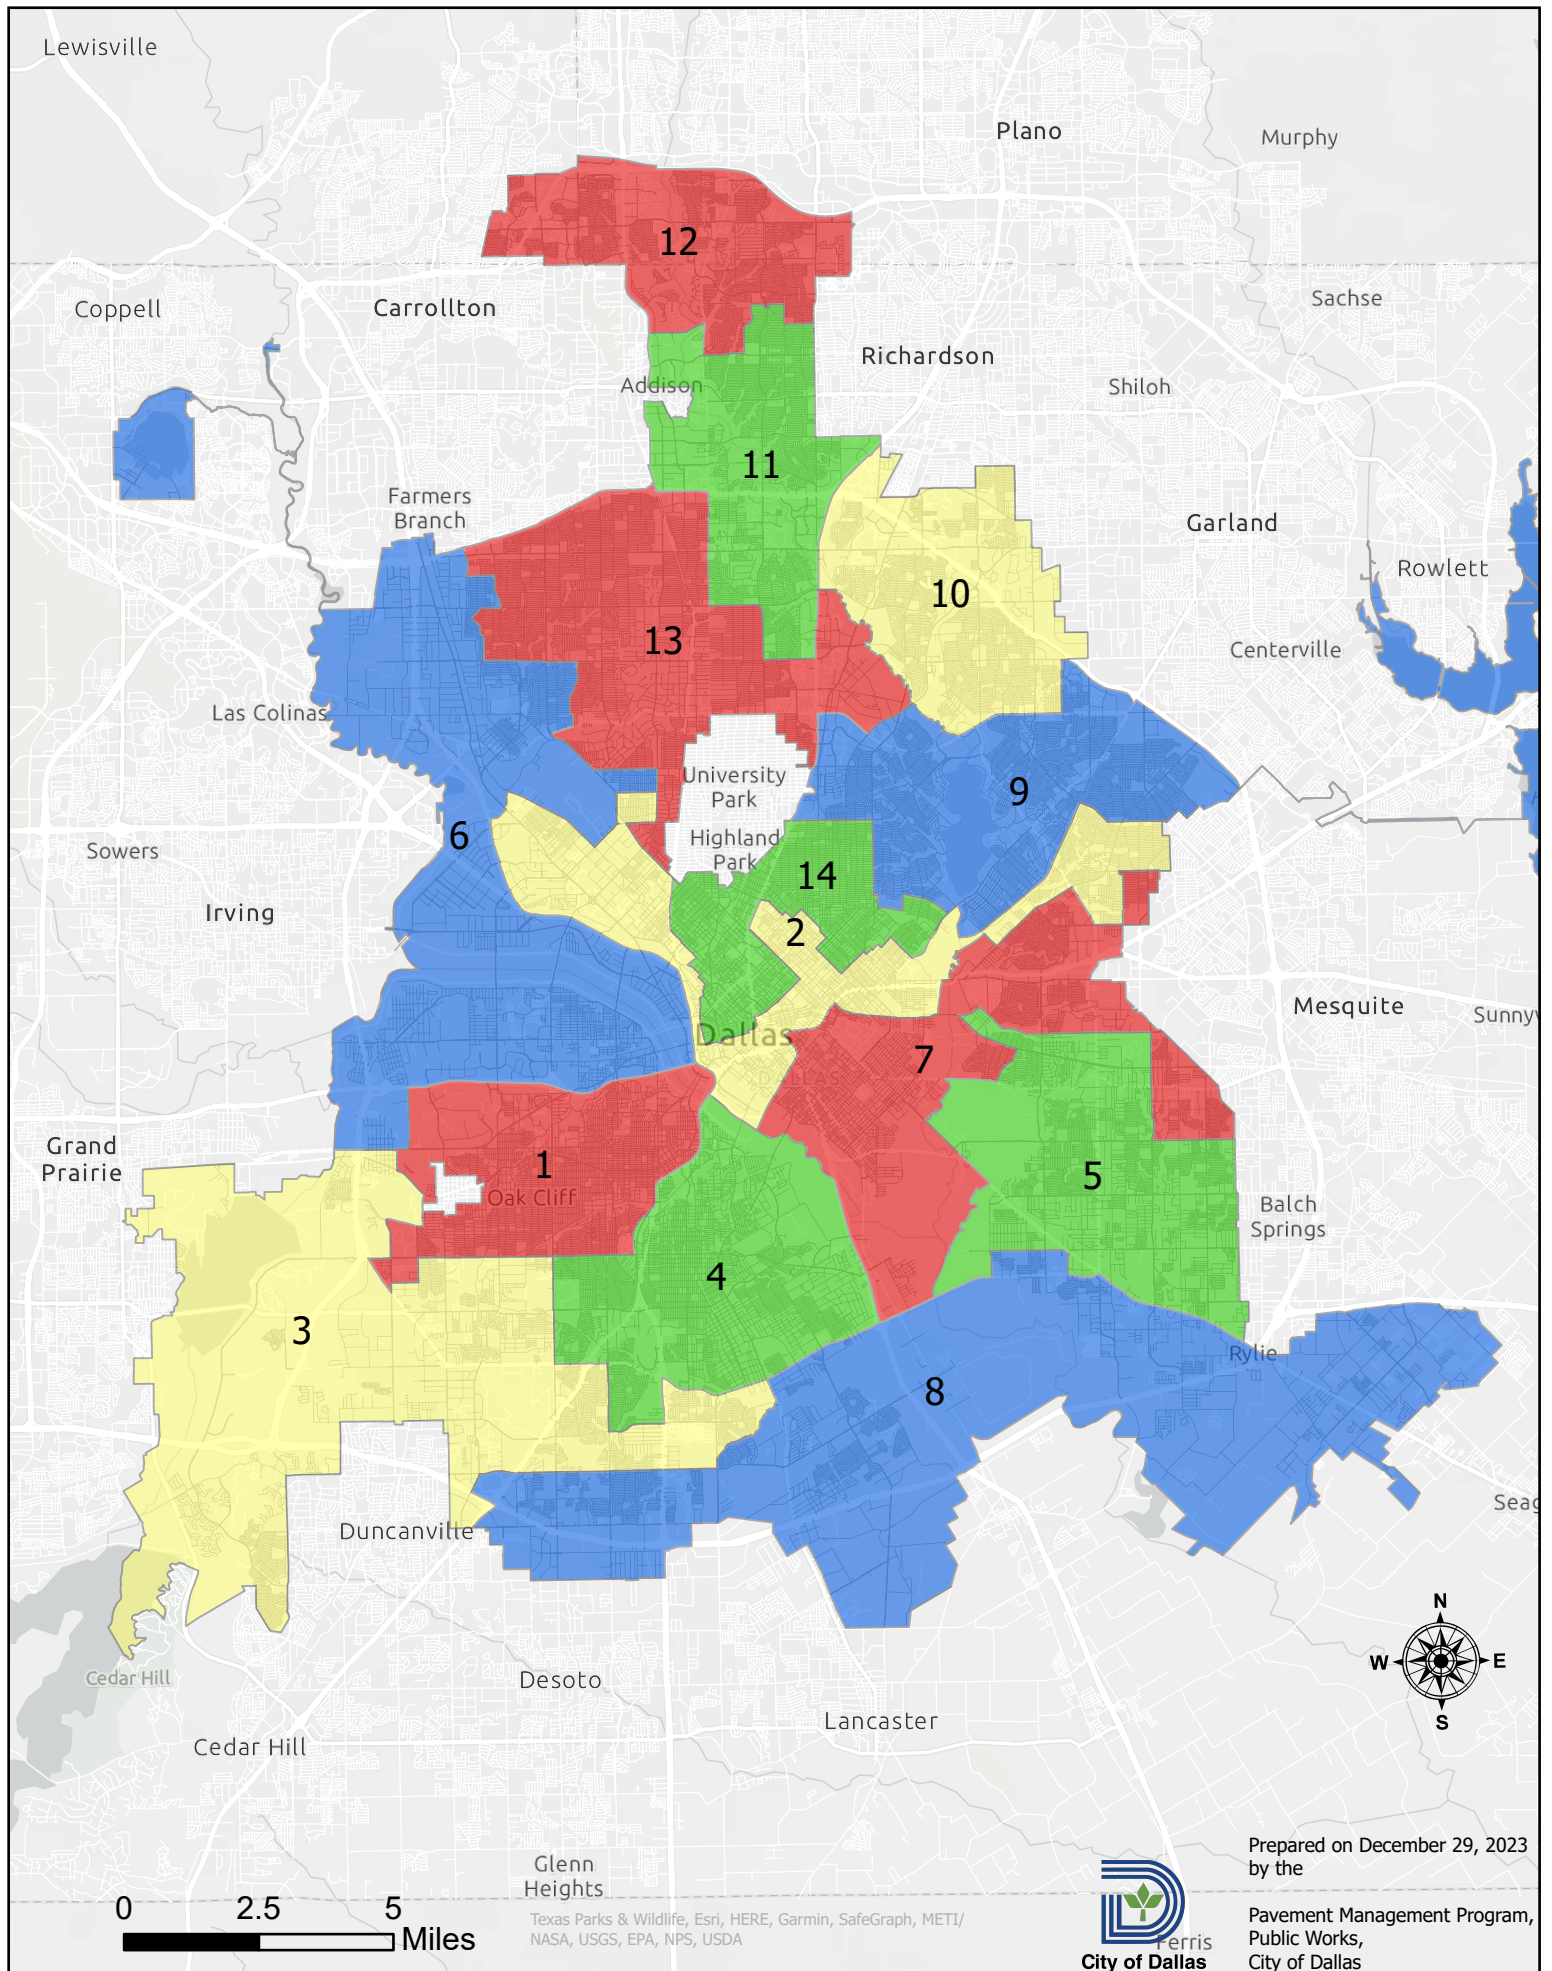 Lewisville
Plano
Murphy
12
Coppell
Carrollton
Sachse
Richardson
Addison
Shiloh
11
Farmers
Branch
Garland
Rowlett
10
13
Centerville
Las Colinas
University
Park
9
6
Highland
Park
Sowers
14
Irving
2
Mesquite
Sunnyv
Dallas
DALLAS
7
Grand
Prairie
1
Oak Cliff
5
Balch
Springs
4
3
Rylie
8
Seag
Duncanville
N
W
E
S
Cedar Hill
Desoto
Lancaster
Cedar Hill
Prepared on December 29, 2023
by the
Glenn
Heights
0 2.5 5
Miles
Texas Parks & Wildlife, Esri, HERE, Garmin, SafeGraph, METI/
NASA, USGS, EPA, NPS, USDA
Pavement Management Program,
Public Works,
City of Dallas
Ferris
City of Dallas